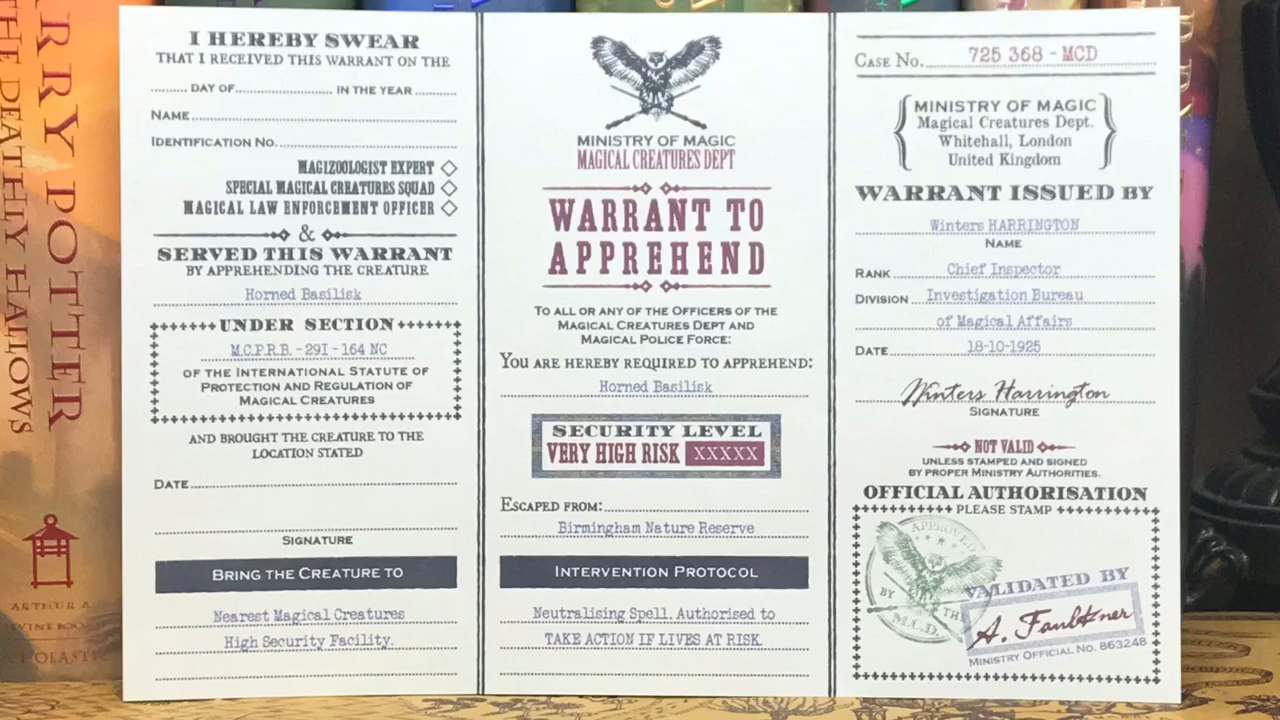 RRY POTTER
THE DEATHLY HALLOWS
ARTHUR A.
I HEREBY SWEAR
THAT I RECEIVED THIS WARRANT ON THE
........ DAY OF ........................ IN THE YEAR ..........
NAME
IDENTIFICATION NO.
MAGIZOOLOGIST EXPERT
SPECIAL MAGICAL CREATURES SQUAD
MAGICAL LAW ENFORCEMENT OFFICER
&
SERVED THIS WARRANT
BY APPREHENDING THE CREATURE
Horned Basilisk
UNDER SECTION
M.C.P.R.B. - 29I - 164 NC
OF THE INTERNATIONAL STATUTE OF
PROTECTION AND REGULATION OF
MAGICAL CREATURES
AND BROUGHT THE CREATURE TO THE
LOCATION STATED
DATE
SIGNATURE
BRING THE CREATURE TO
Nearest Magical Creatures
High Security Facility.
MINISTRY OF MAGIC
MAGICAL CREATURES DEPT
WARRANT TO
APPREHEND
TO ALL OR ANY OF THE OFFICERS OF THE
MAGICAL CREATURES DEPT AND
MAGICAL POLICE FORCE:
YOU ARE HEREBY REQUIRED TO APPREHEND:
Horned Basilisk
SECURITY LEVEL
VERY HIGH RISK XXXXX
ESCAPED FROM:
Birmingham Nature Reserve
INTERVENTION PROTOCOL
Neutralising Spell. Authorised to
TAKE ACTION IF LIVES AT RISK.
CASE NO. 725 368 - MCD
MINISTRY OF MAGIC
Magical Creatures Dept.
Whitehall, London
United Kingdom
WARRANT ISSUED BY
Winters HARRINGTON
NAME
RANK Chief Inspector
DIVISION Investigation Bureau
of Magical Affairs
DATE 18-10-1925
Winters Harrington
SIGNATURE
NOT VALID
UNLESS STAMPED AND SIGNED
BY PROPER MINISTRY AUTHORITIES.
OFFICIAL AUTHORISATION
PLEASE STAMP
APPROVED
BY THE
M.C.D.
VALIDATED BY
A. Faulkner
MINISTRY OFFICIAL NO. 863248